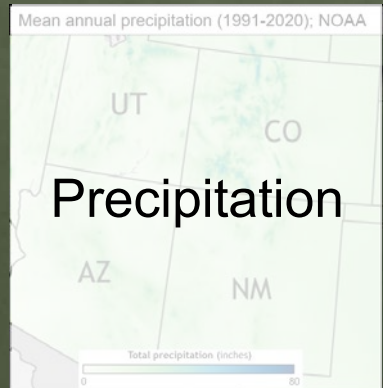 Mean annual precipitation (1991-2020); NOAA
UT
CO
Precipitation
AZ
NM
Total precipitation (inches)
0 80